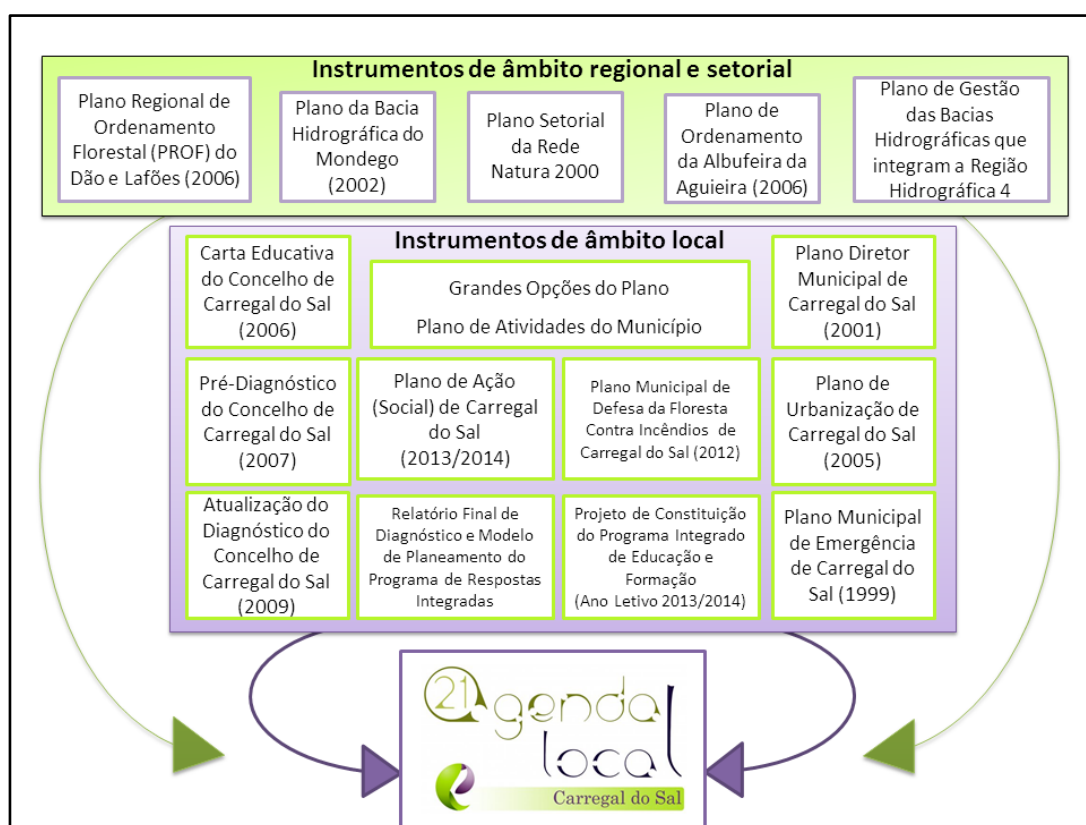 Instrumentos de âmbito regional e setorial
Plano Regional de
Ordenamento
Florestal (PROF) do
Dão e Lafões (2006)
Plano da Bacia
Hidrográfica do
Mondego
(2002)
Plano Setorial
da Rede
Natura 2000
Plano de
Ordenamento
da Albufeira da
Aguieira (2006)
Plano de Gestão
das Bacias
Hidrográficas que
integram a Região
Hidrográfica 4
Instrumentos de âmbito local
Carta Educativa
do Concelho de
Carregal do Sal
(2006)
Grandes Opções do Plano
Plano de Atividades do Município
Plano Diretor
Municipal de
Carregal do Sal
(2001)
Pré-Diagnóstico
do Concelho de
Carregal do Sal
(2007)
Plano de Ação
(Social) de Carregal
do Sal
(2013/2014)
Plano Municipal de
Defesa da Floresta
Contra Incêndios de
Carregal do Sal (2012)
Plano de
Urbanização de
Carregal do Sal
(2005)
Atualização do
Diagnóstico do
Concelho de
Carregal do Sal
(2009)
Relatório Final de
Diagnóstico e Modelo
de Planeamento do
Programa de Respostas
Integradas
Projeto de Constituição
do Programa Integrado
de Educação e
Formação
(Ano Letivo 2013/2014)
Plano Municipal
de Emergência
de Carregal do
Sal (1999)
21 Agenda
local
Carregal do Sal